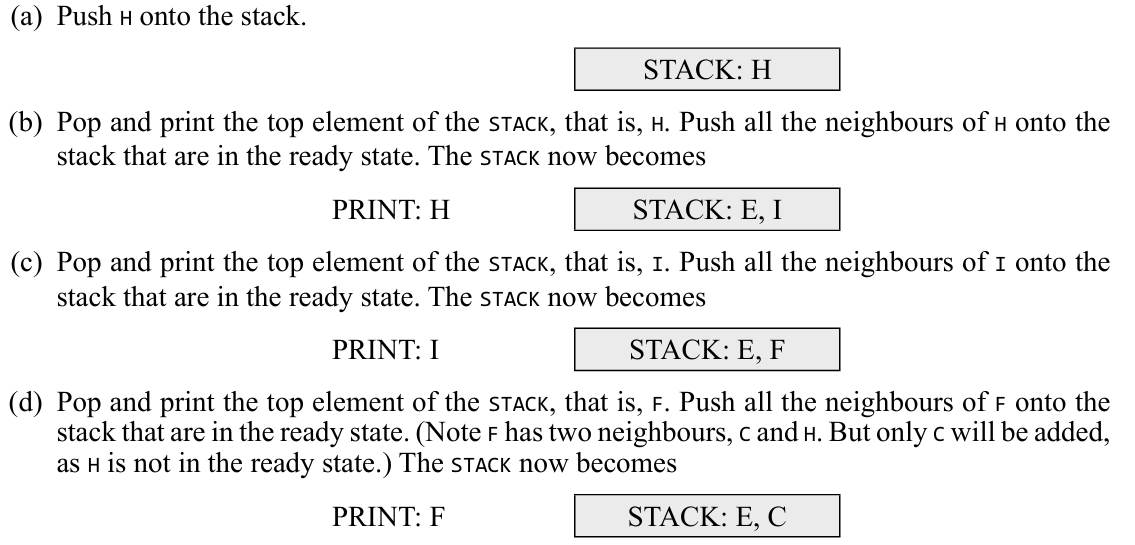 (a) Push H onto the stack.
STACK: H
(b) Pop and print the top element of the STACK, that is, H. Push all the neighbours of H onto the
stack that are in the ready state. The STACK now becomes
PRINT: H STACK: E, I
(c) Pop and print the top element of the STACK, that is, I. Push all the neighbours of I onto the
stack that are in the ready state. The STACK now becomes
PRINT: I STACK: E, F
(d) Pop and print the top element of the STACK, that is, F. Push all the neighbours of F onto the
stack that are in the ready state. (Note F has two neighbours, C and H. But only C will be added,
as H is not in the ready state.) The STACK now becomes
PRINT: F STACK: E, C